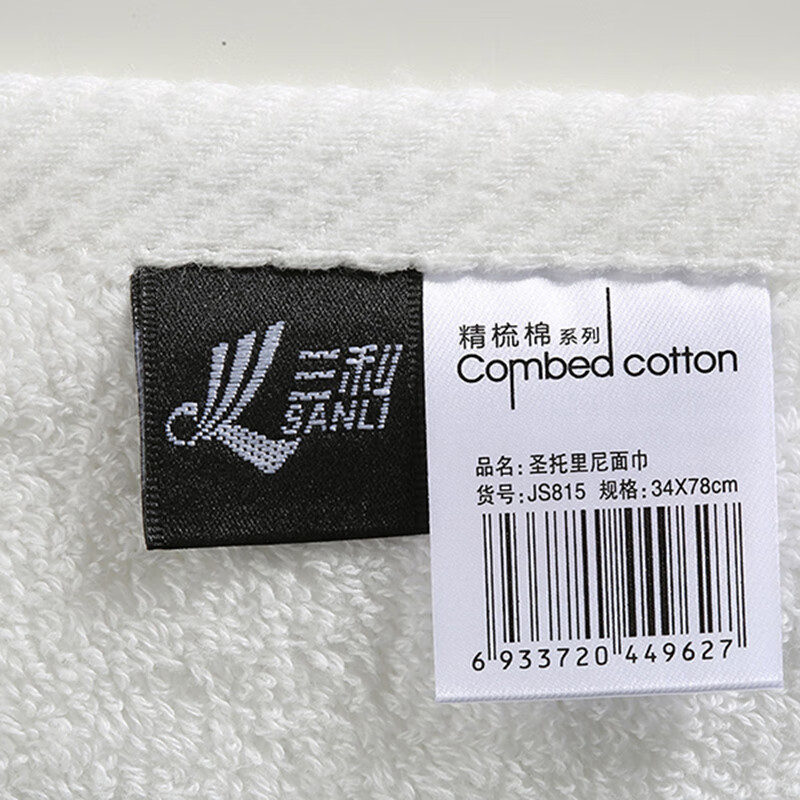 三利
SANLI
精梳棉系列
Combed cotton
品名:圣托里尼面巾
货号:JS815 规格:34X78cm
6 933720 449627